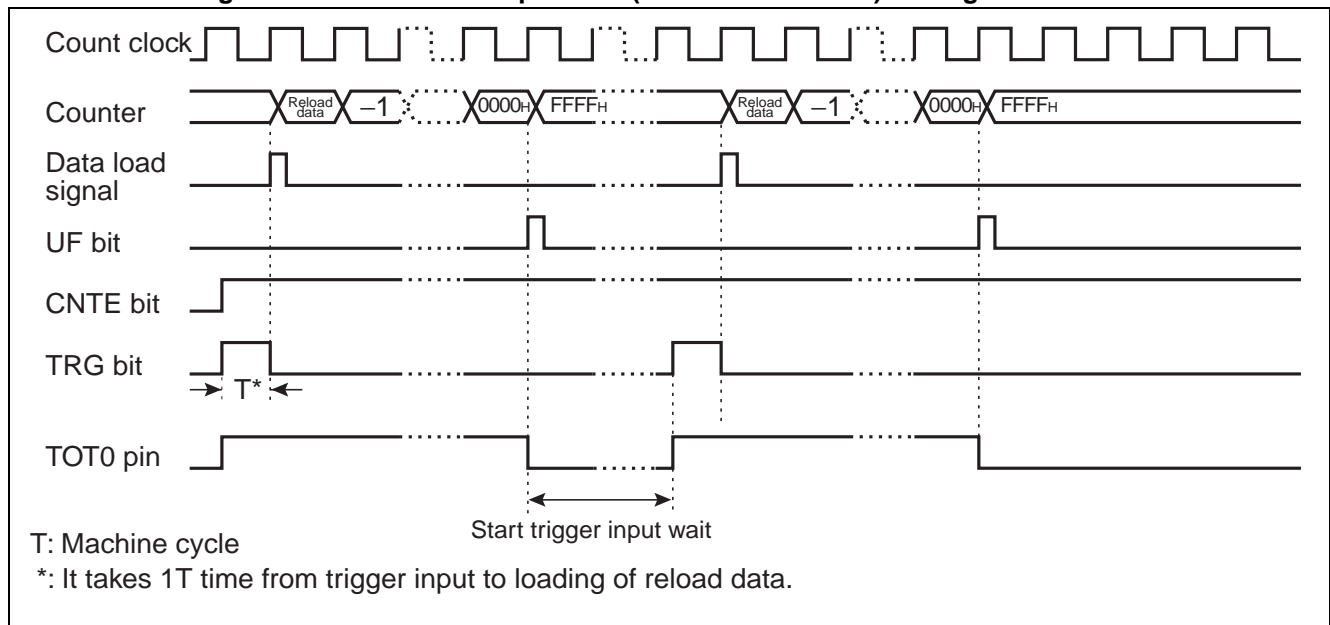 Count clock
Counter
Reload data
−1
0000H
FFFFH
Reload data
−1
0000H
FFFFH
Data load
signal
UF bit
CNTE bit
TRG bit
T*
TOT0 pin
Start trigger input wait
T: Machine cycle
*: It takes 1T time from trigger input to loading of reload data.